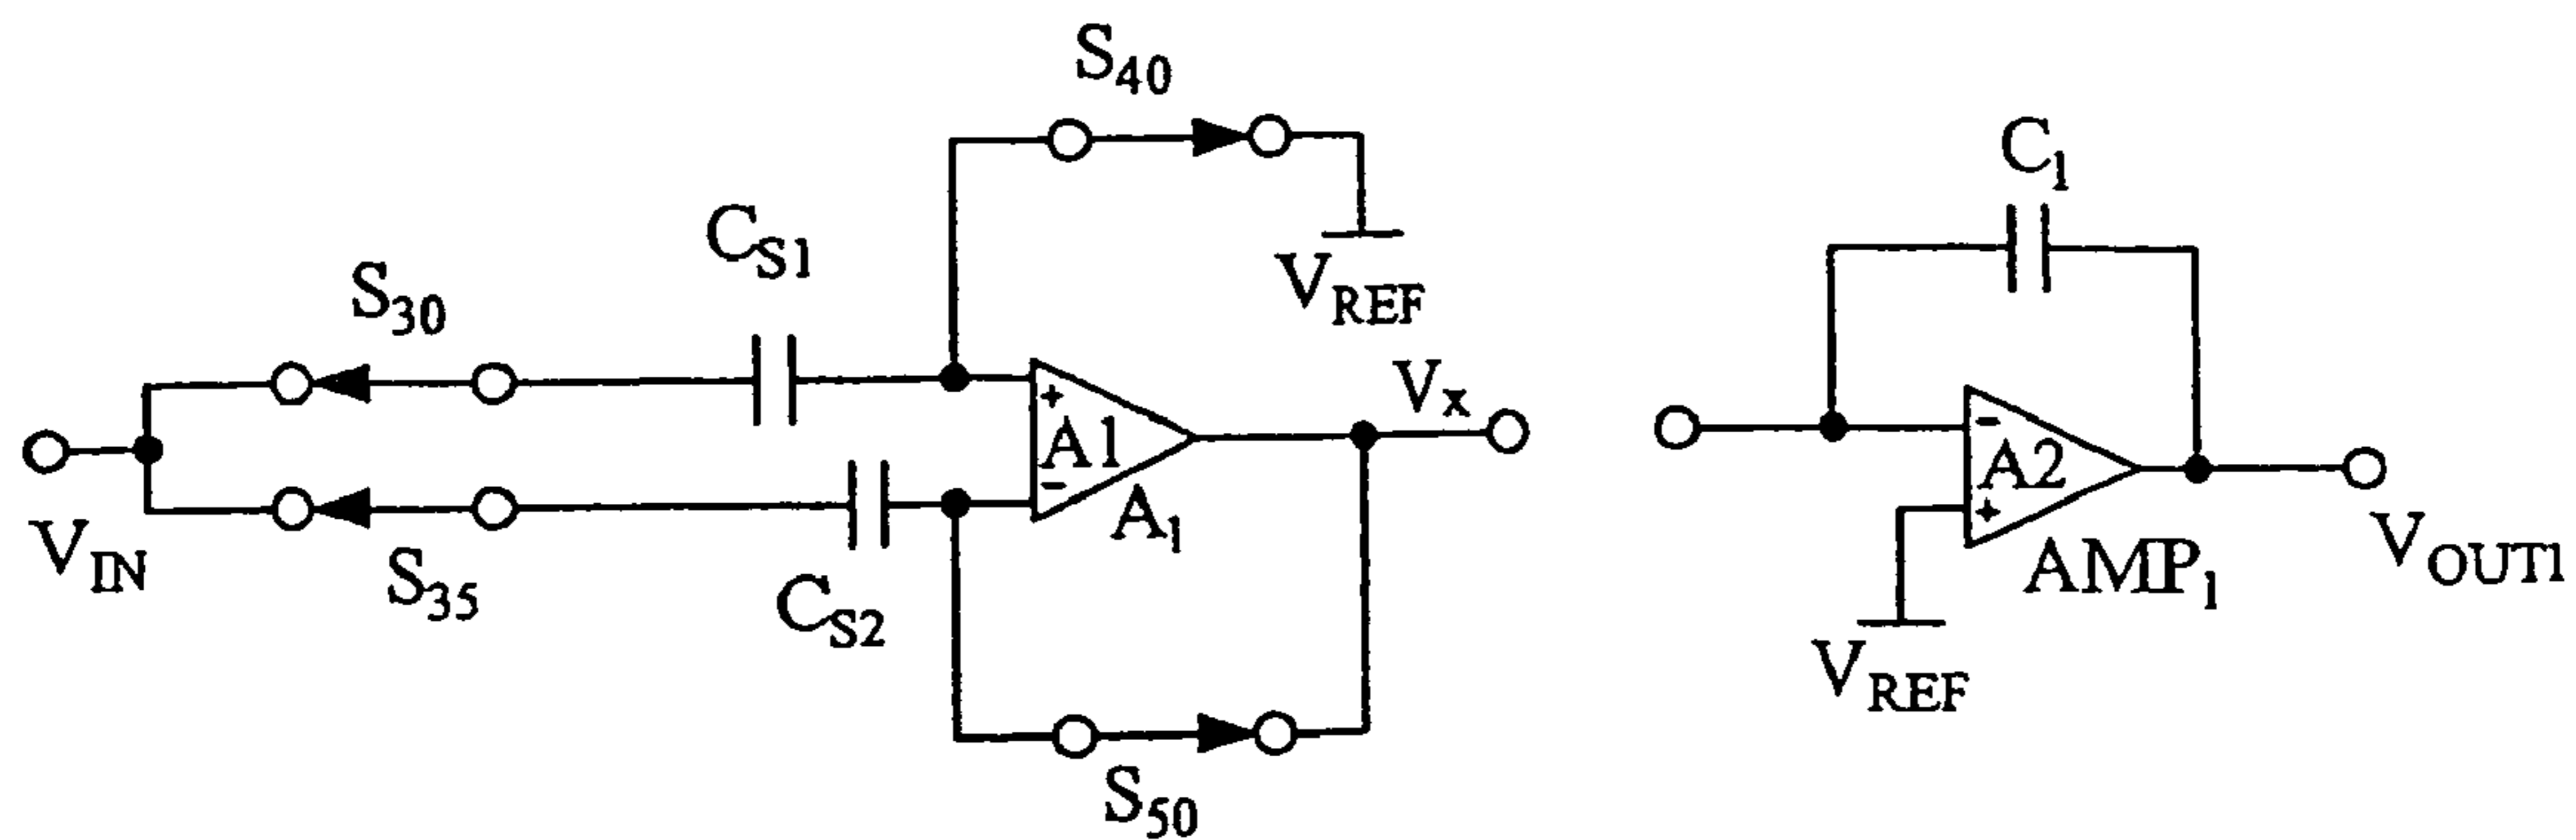 S40
CS1
VREF
C1
S30
+
A1
-
A1
Vx
VIN
S35
CS2
S50
-
A2
+
AMP1
VREF
VOUT1